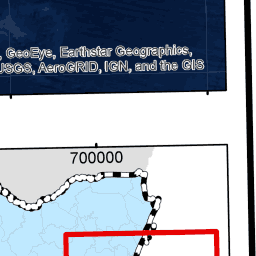 , GeoEye, Earthstar Geographics,
USGS, AeroGRID, IGN, and the GIS
700000